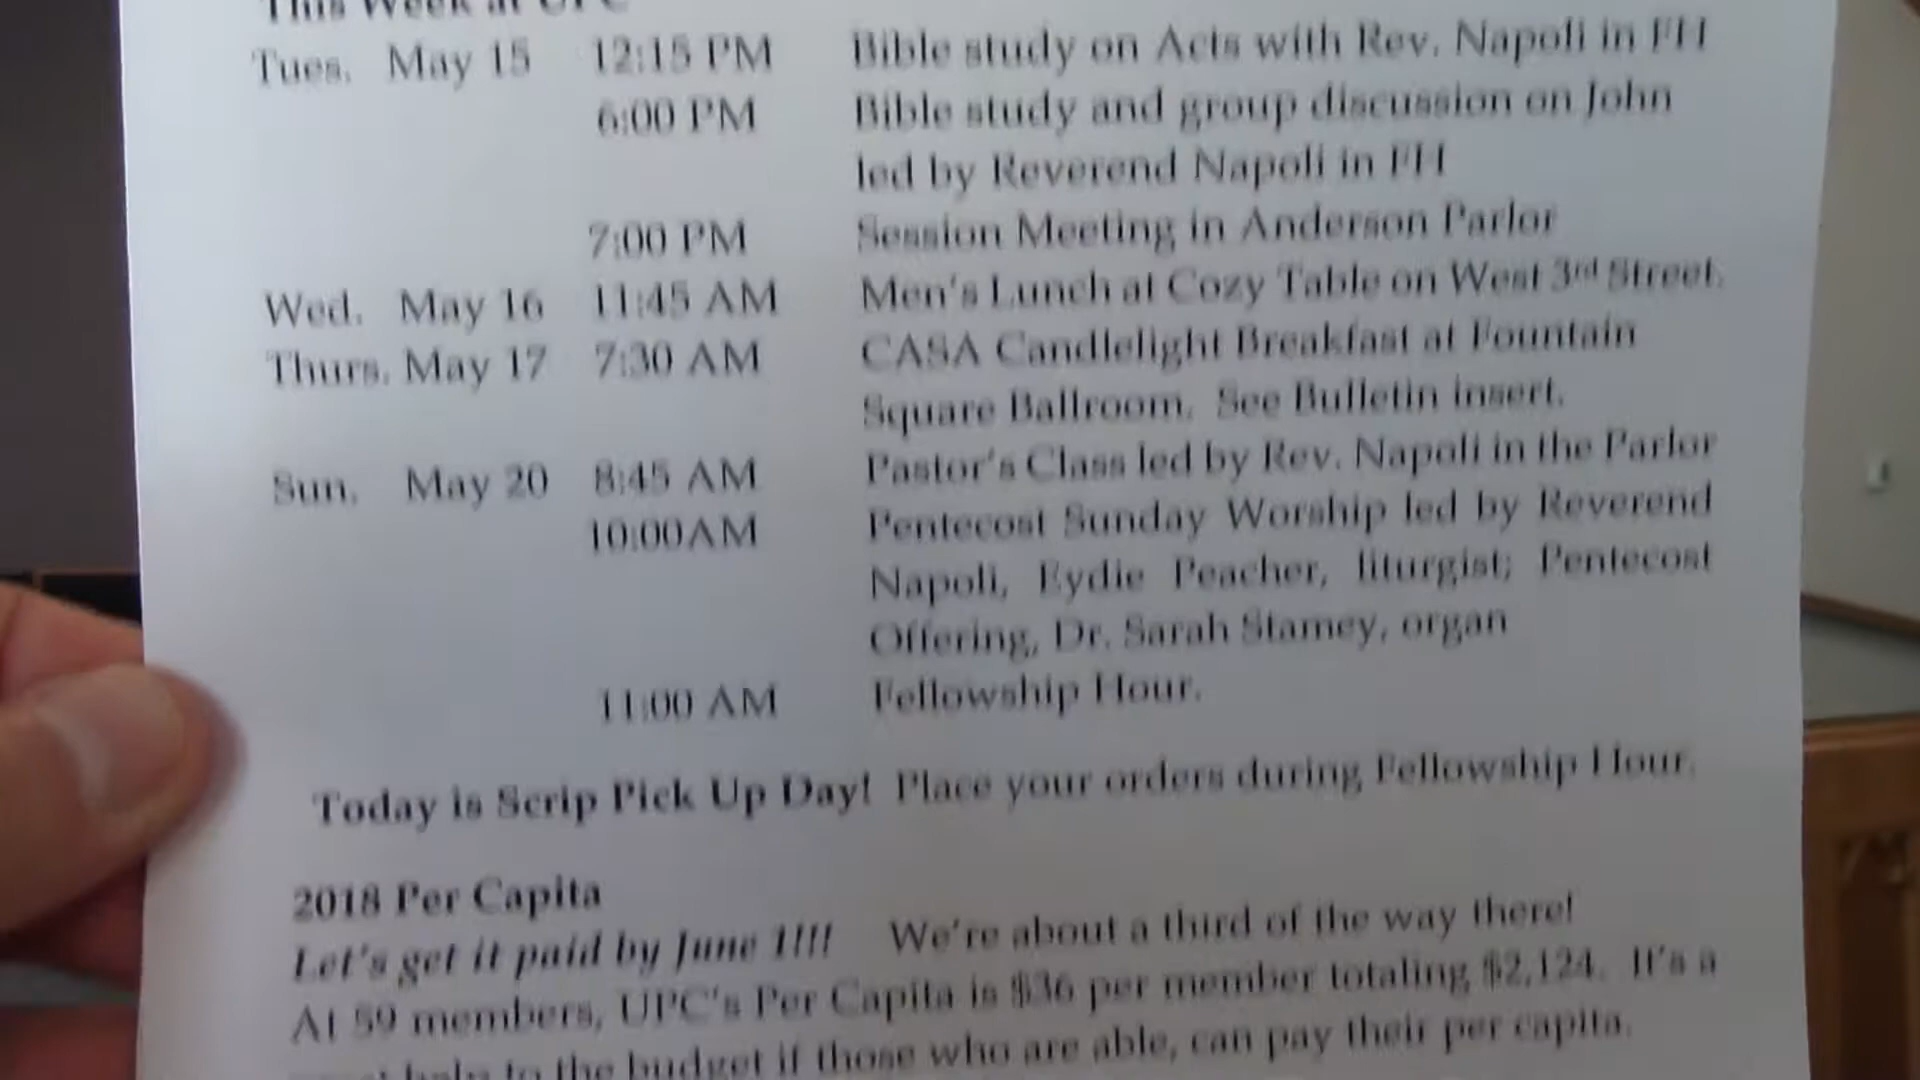 This Week at UPC
Tues. May 15 12:15 PM Bible study on Acts with Rev. Napoli in FH
6:00 PM Bible study and group discussion on John
led by Reverend Napoli in FH
7:00 PM Session Meeting in Anderson Parlor
Wed. May 16 11:45 AM Men's Lunch at Cozy Table on West 3rd Street.
Thurs. May 17 7:30 AM CASA Candlelight Breakfast at Fountain
Square Ballroom. See Bulletin insert.
Sun. May 20 8:45 AM Pastor's Class led by Rev. Napoli in the Parlor
10:00AM Pentecost Sunday Worship led by Reverend
Napoli, Eydie Peacher, liturgist; Pentecost
Offering, Dr. Sarah Stamey, organ
11:00 AM Fellowship Hour.
Today is Scrip Pick Up Day! Place your orders during Fellowship Hour.
2018 Per Capita
Let's get it paid by June 1!!! We're about a third of the way there!
At 59 members, UPC's Per Capita is $36 per member totaling $2,124. It's a
help to the budget if those who are able, can pay their per capita.